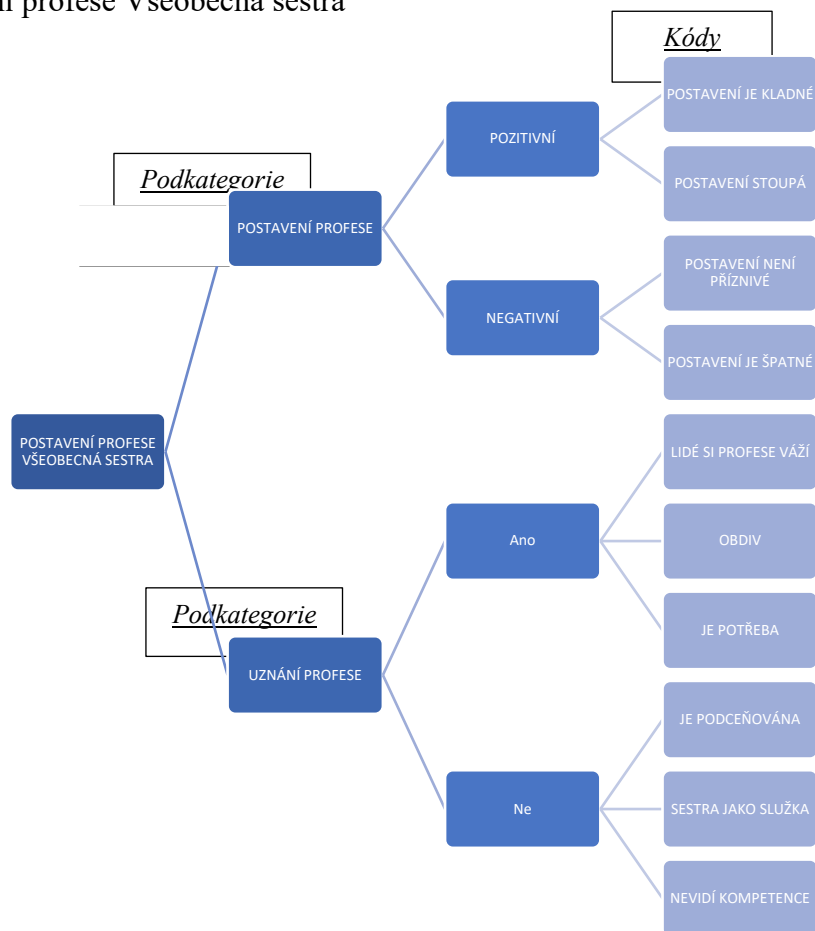 profese Všeobecná sestra
Kódy
POSTAVENÍ JE KLADNÉ
POZITIVNÍ
POSTAVENÍ STOUPÁ
Podkategorie
POSTAVENÍ PROFESE
POSTAVENÍ NENÍ
PŘÍZNIVÉ
NEGATIVNÍ
POSTAVENÍ JE ŠPATNÉ
POSTAVENÍ PROFESE
VŠEOBECNÁ SESTRA
LIDÉ SI PROFESE VÁŽÍ
Ano
OBDIV
JE POTŘEBA
Podkategorie
UZNÁNÍ PROFESE
JE PODCEŇOVÁNA
Ne
SESTRA JAKO SLUŽKA
NEVIDÍ KOMPETENCE